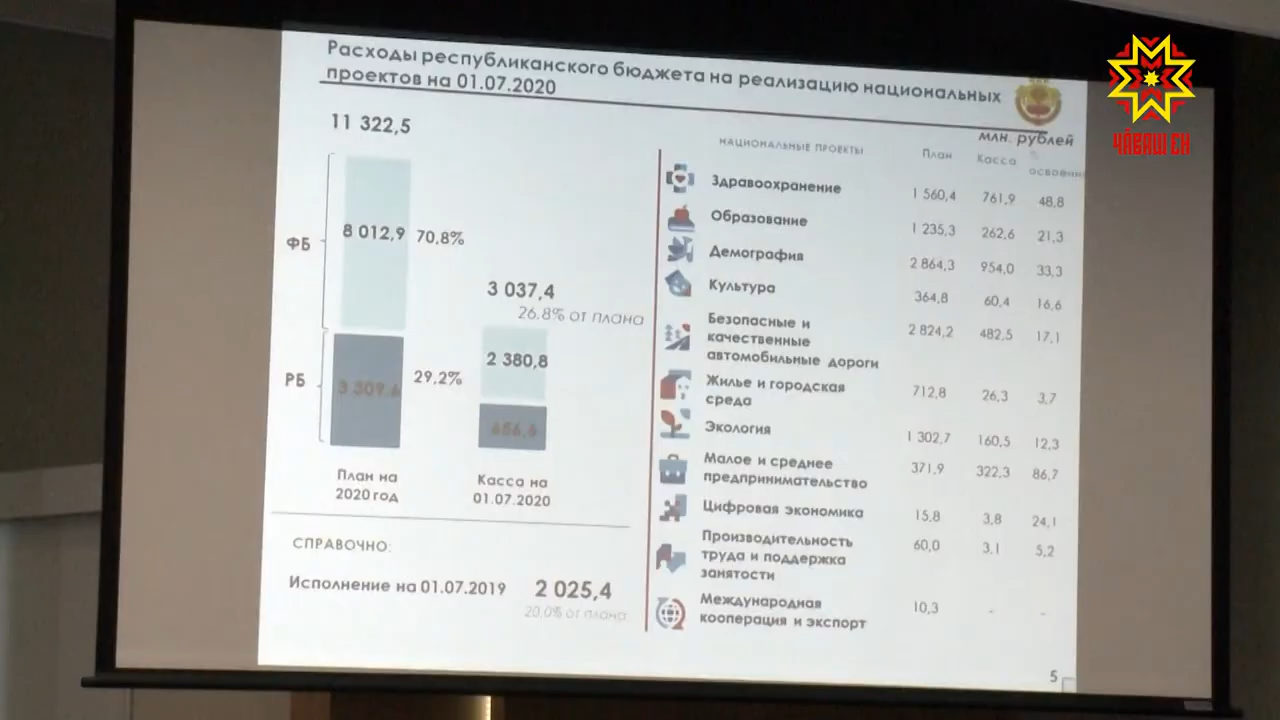 Расходы республиканского бюджета на реализацию национальных
проектов на 01.07.2020
ЧӐВАШ ЕН
млн. рублей
11 322,5
ФБ
8 012,9 70,8%
РБ
3 309,6 29,2%
3 037,4
26,8% от плана
2 380,8
656,6
План на
2020 год
Касса на
01.07.2020
СПРАВОЧНО:
Исполнение на 01.07.2019 2 025,4
20,0% от плана
НАЦИОНАЛЬНЫЕ ПРОЕКТЫ План Касса %
освоени
Здравоохранение 1 560,4 761,9 48,8
Образование 1 235,3 262,6 21,3
Демография 2 864,3 954,0 33,3
Культура 364,8 60,4 16,6
Безопасные и
качественные
автомобильные дороги 2 824,2 482,5 17,1
Жилье и городская
среда 712,8 26,3 3,7
Экология 1 302,7 160,5 12,3
Малое и среднее
предпринимательство 371,9 322,3 86,7
Цифровая экономика 15,8 3,8 24,1
Производительность
труда и поддержка
занятости 60,0 3,1 5,2
Международная
кооперация и экспорт 10,3 - -
5